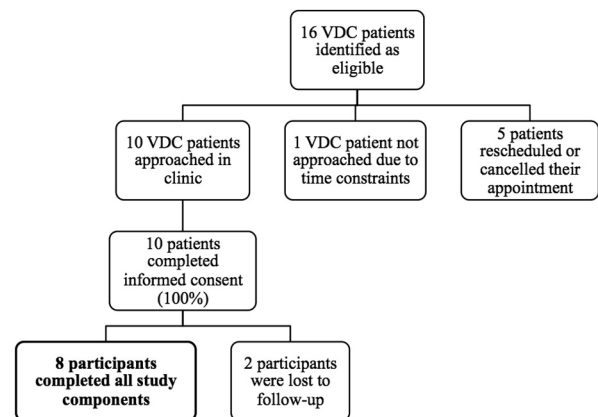 16 VDC patients
identified as
eligible
10 VDC patients
approached in
clinic
1 VDC patient not
approached due to
time constraints
5 patients
rescheduled or
cancelled their
appointment
10 patients
completed
informed consent
(100%)
8 participants
completed all study
components
2 participants
were lost to
follow-up